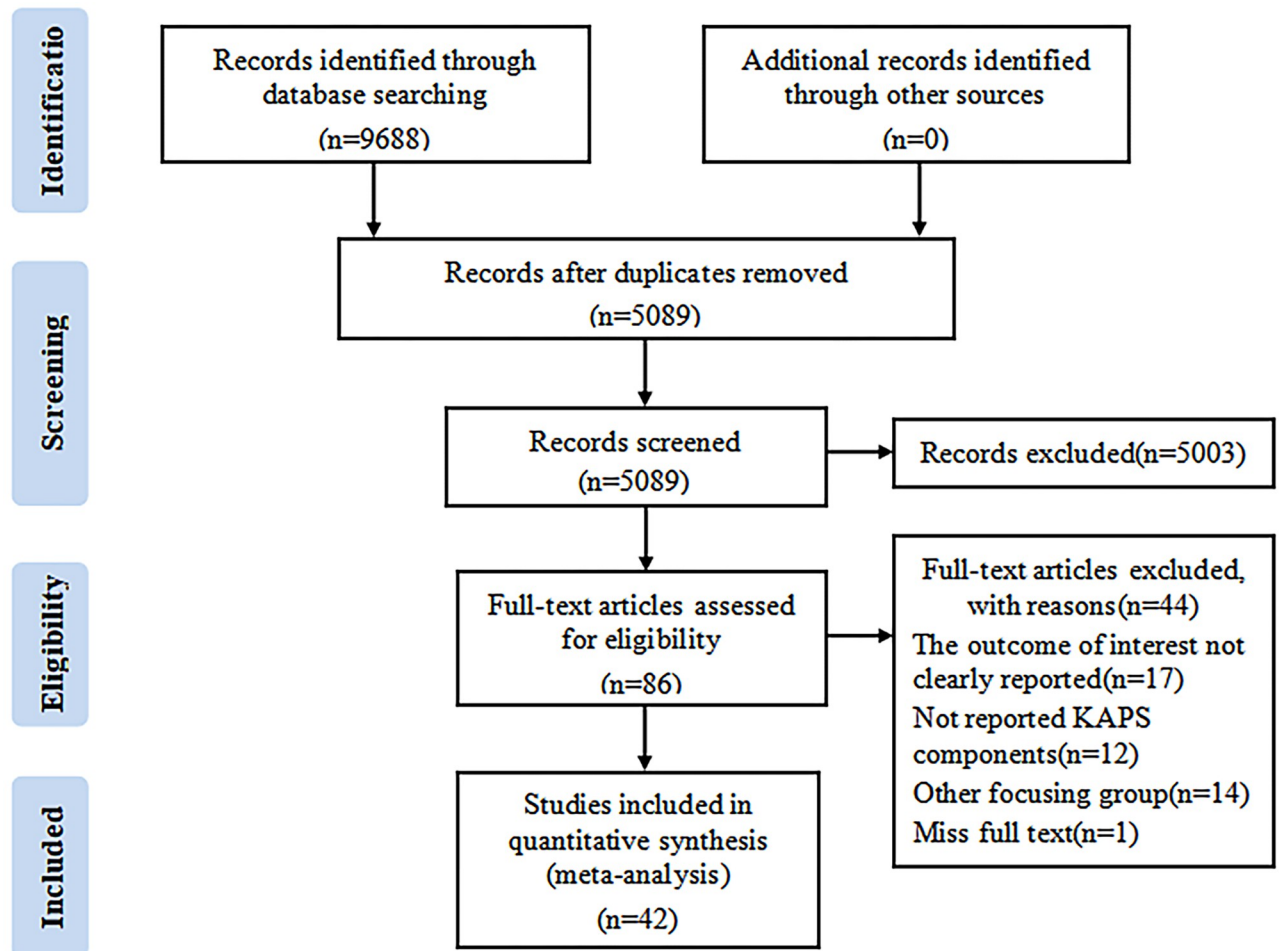 Identificatio
Records identified through
database searching
(n=9688)
Additional records identified
through other sources
(n=0)
Screening
Records after duplicates removed
(n=5089)
Records screened
(n=5089)
Records excluded(n=5003)
Eligibility
Full-text articles assessed
for eligibility
(n=86)
Full-text articles excluded,
with reasons(n=44)
The outcome of interest not
clearly reported(n=17)
Not reported KAPS
components(n=12)
Other focusing group(n=14)
Miss full text(n=1)
Included
Studies included in
quantitative synthesis
(meta-analysis)
(n=42)